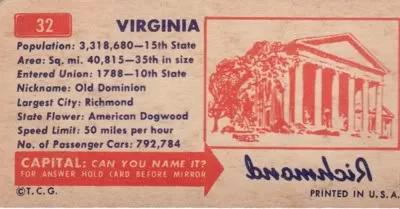 32
VIRGINIA
Population: 3,318,680—15th State
Area: Sq. mi. 40,815—35th in size
Entered Union: 1788—10th State
Nickname: Old Dominion
Largest City: Richmond
State Flower: American Dogwood
Speed Limit: 50 miles per hour
No. of Passenger Cars: 792,784
CAPITAL: CAN YOU NAME IT?
FOR ANSWER HOLD CARD BEFORE MIRROR
Richmond
©T.C.G.
PRINTED IN U.S.A.